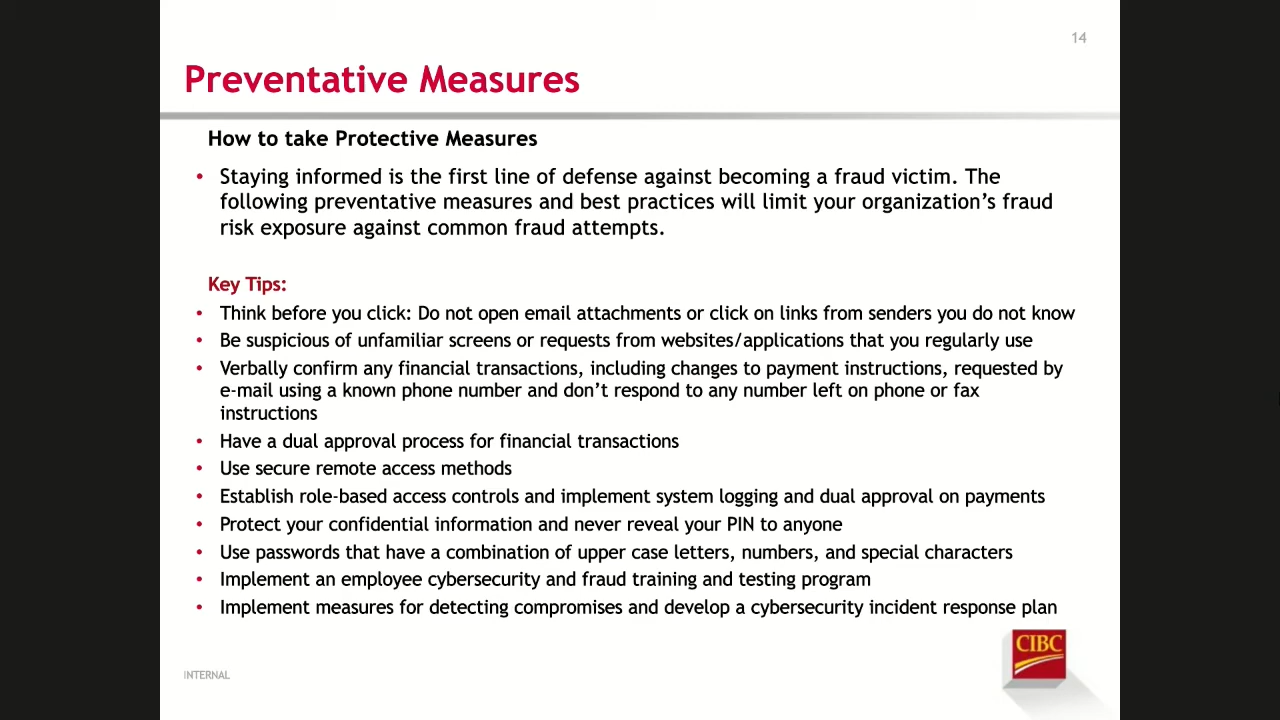 14
Preventative Measures
How to take Protective Measures
• Staying informed is the first line of defense against becoming a fraud victim. The
following preventative measures and best practices will limit your organization’s fraud
risk exposure against common fraud attempts.
Key Tips:
• Think before you click: Do not open email attachments or click on links from senders you do not know
• Be suspicious of unfamiliar screens or requests from websites/applications that you regularly use
• Verbally confirm any financial transactions, including changes to payment instructions, requested by
e-mail using a known phone number and don’t respond to any number left on phone or fax
instructions
• Have a dual approval process for financial transactions
• Use secure remote access methods
• Establish role-based access controls and implement system logging and dual approval on payments
• Protect your confidential information and never reveal your PIN to anyone
• Use passwords that have a combination of upper case letters, numbers, and special characters
• Implement an employee cybersecurity and fraud training and testing program
• Implement measures for detecting compromises and develop a cybersecurity incident response plan
CIBC
INTERNAL